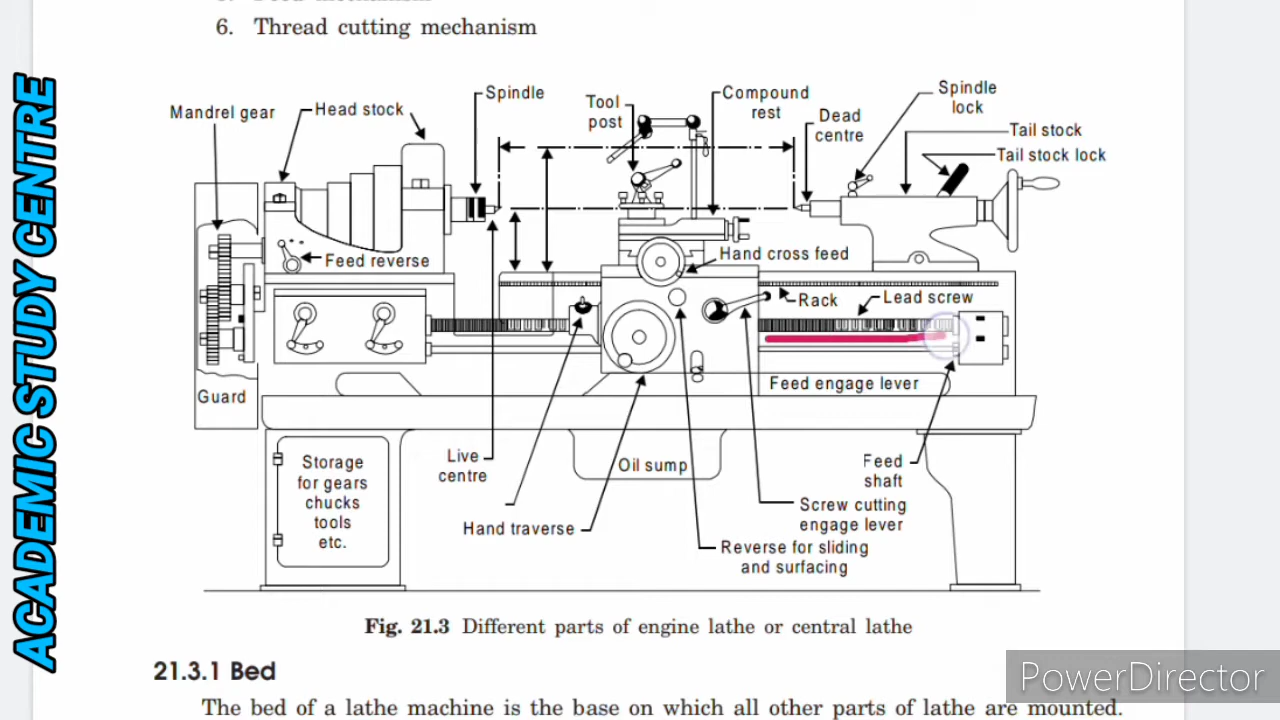 6. Thread cutting mechanism
ACADEMIC STUDY CENTRE
Mandrel gear
Head stock
Spindle
Tool
post
Compound
rest
Dead
centre
Spindle
lock
Tail stock
Tail stock lock
Feed reverse
Hand cross feed
Rack
Lead screw
Guard
Feed engage lever
Storage
for gears
chucks
tools
etc.
Live
centre
Oil sump
Feed
shaft
Hand traverse
Screw cutting
engage lever
Reverse for sliding
and surfacing
Fig. 21.3 Different parts of engine lathe or central lathe
21.3.1 Bed
The bed of a lathe machine is the base on which all other parts of lathe are mounted.
PowerDirector